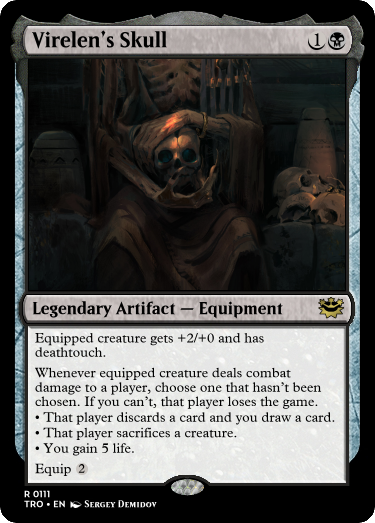 Virelen's Skull 1
Legendary Artifact — Equipment
Equipped creature gets +2/+0 and has
deathtouch.
Whenever equipped creature deals combat
damage to a player, choose one that hasn't been
chosen. If you can't, that player loses the game.
• That player discards a card and you draw a card.
• That player sacrifices a creature.
• You gain 5 life.
Equip 2
R 0111
TRO • EN Sergey Demidov